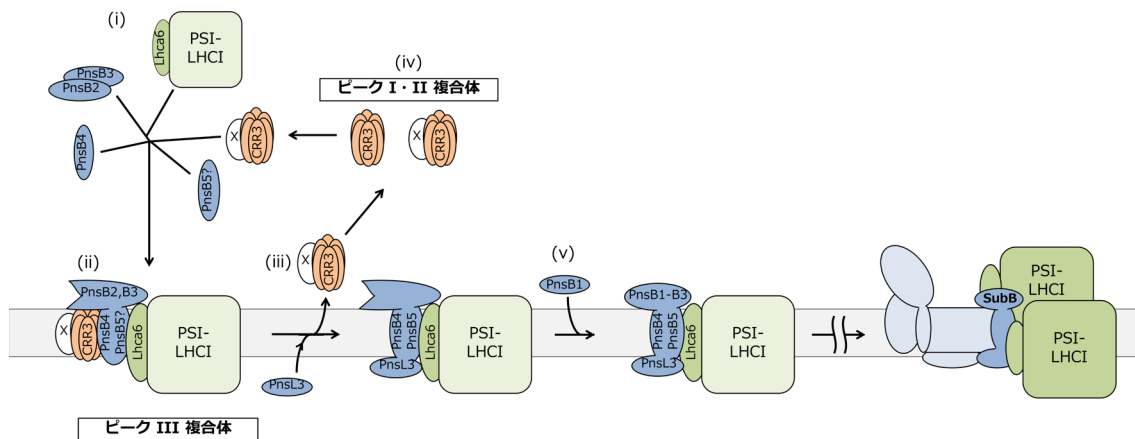 (i)
Lhca6
PSI-
LHCI
PnsB3
PnsB2
PnsB4
PnsB5?
X
CRR3
(iv)
ピーク I・II 複合体
CRR3
X
CRR3
(ii)
PnsB2,B3
X
CRR3
PnsB4
PnsB5?
Lhca6
PSI-
LHCI
ピーク III 複合体
(iii)
X
CRR3
PnsL3
PnsB4
PnsB5
PnsL3
Lhca6
PSI-
LHCI
(v)
PnsB1
PnsB1-B3
PnsB4
PnsB5
PnsL3
Lhca6
PSI-
LHCI
PSI-
LHCI
SubB
PSI-
LHCI